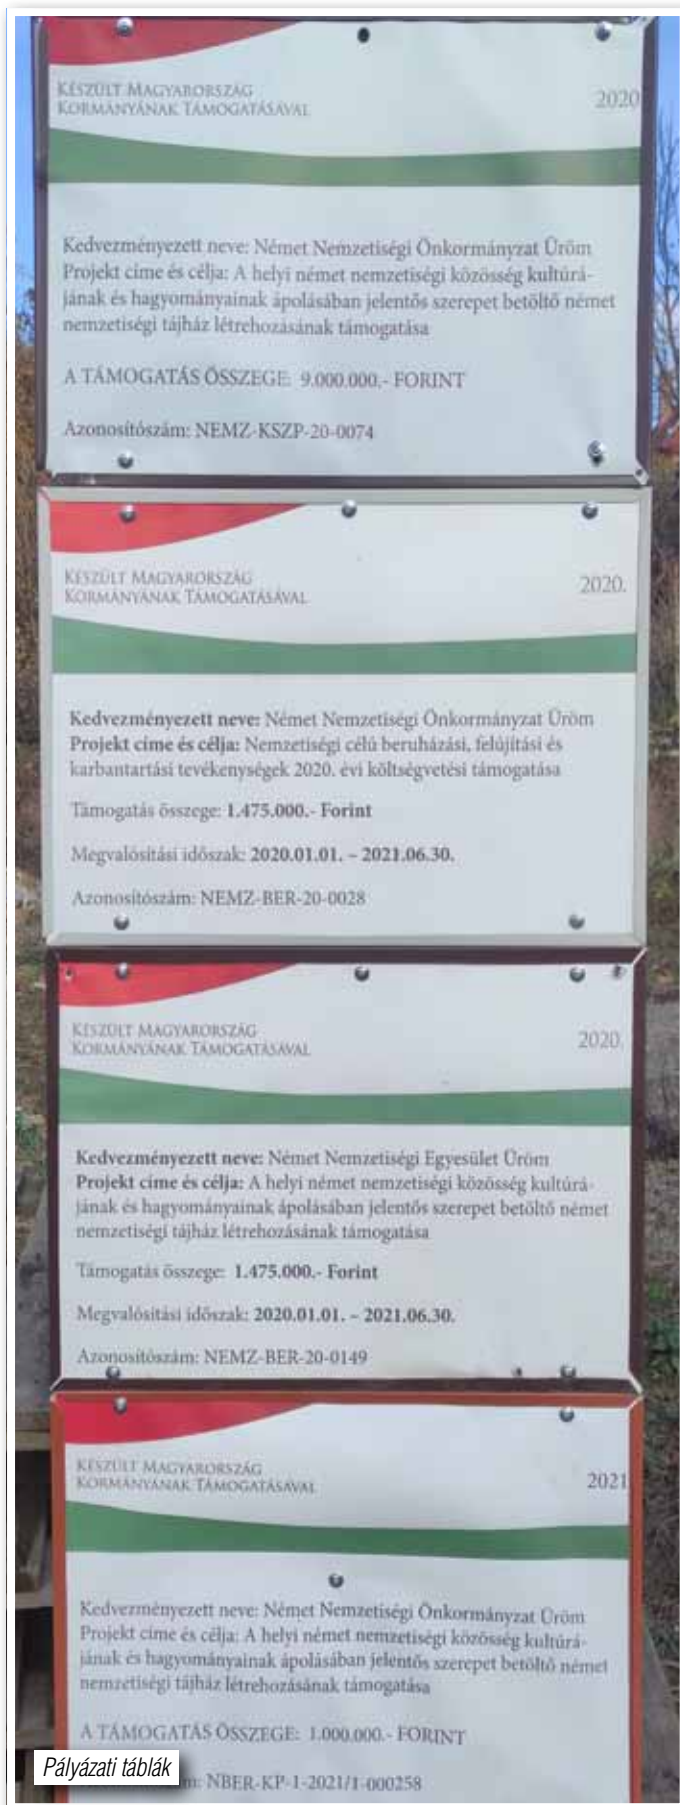 KÉSZÜLT MAGYARORSZÁG
KORMÁNYÁNAK TÁMOGATÁSÁVAL
2020
Kedvezményezett neve: Német Nemzetiségi Önkormányzat Üröm
Projekt címe és célja: A helyi német nemzetiségi közösség kultúrá-
jának és hagyományainak ápolásában jelentős szerepet betöltő német
nemzetiségi tájház létrehozásának támogatása
A TÁMOGATÁS ÖSSZEGE: 9.000.000,- FORINT
Azonosítószám: NEMZ-KSZP-20-0074
KÉSZÜLT MAGYARORSZÁG
KORMÁNYÁNAK TÁMOGATÁSÁVAL
2020.
Kedvezményezett neve: Német Nemzetiségi Önkormányzat Üröm
Projekt címe és célja: Nemzetiségi célú beruházási, felújítási és
karbantartási tevékenységek 2020. évi költségvetési támogatása
Támogatás összege: 1.475.000.- Forint
Megvalósítási időszak: 2020.01.01. – 2021.06.30.
Azonosítószám: NEMZ-BER-20-0028
KÉSZÜLT MAGYARORSZÁG
KORMÁNYÁNAK TÁMOGATÁSÁVAL
2020.
Kedvezményezett neve: Német Nemzetiségi Egyesület Üröm
Projekt címe és célja: A helyi német nemzetiségi közösség kultúrá-
jának és hagyományainak ápolásában jelentős szerepet betöltő német
nemzetiségi tájház létrehozásának támogatása
Támogatás összege: 1.475.000.- Forint
Megvalósítási időszak: 2020.01.01. – 2021.06.30.
Azonosítószám: NEMZ-BER-20-0149
KÉSZÜLT MAGYARORSZÁG
KORMÁNYÁNAK TÁMOGATÁSÁVAL
2021
Kedvezményezett neve: Német Nemzetiségi Önkormányzat Üröm
Projekt címe és célja: A helyi német nemzetiségi közösség kultúrá-
jának és hagyományainak ápolásában jelentős szerepet betöltő német
nemzetiségi tájház létrehozásának támogatása
A TÁMOGATÁS ÖSSZEGE: 1.000.000.- FORINT
NBER-KP-1-2021/1-000258
Pályázati táblák